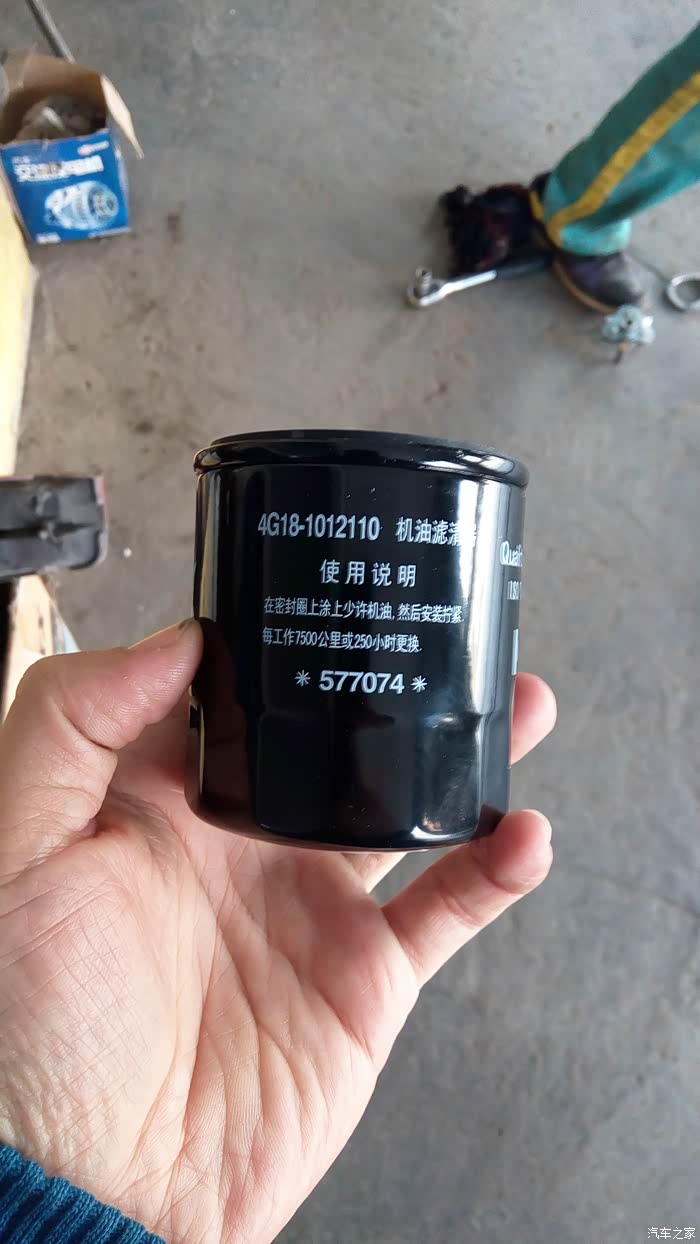 4G18-1012110 机油滤清器
使用说明
在密封圈上涂上少许机油,然后安装拧紧.
每工作7500公里或250小时更换.
✳ 577074 ✳
汽车之家